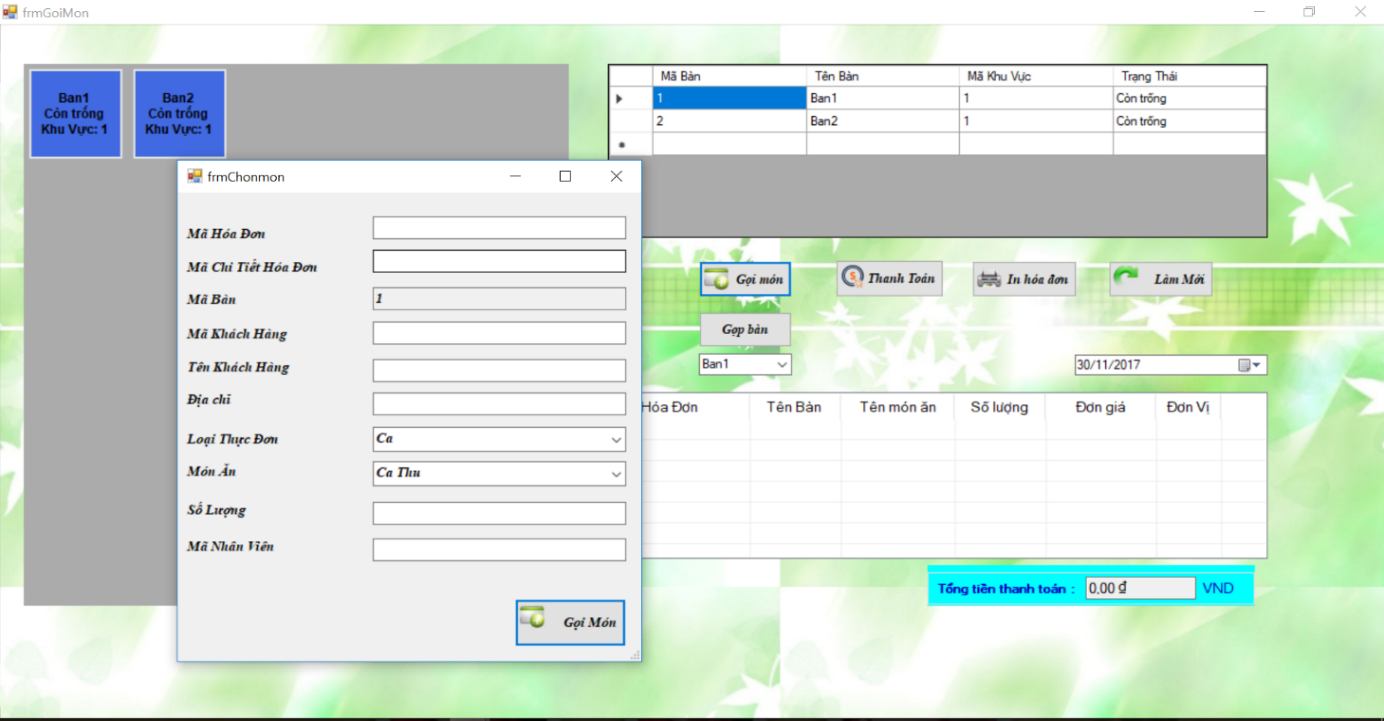 frmGoiMon
Ban1
Còn trống
Khu Vực: 1
Ban2
Còn trống
Khu Vực: 1
Mã Bàn Tên Bàn Mã Khu Vực Trạng Thái
1 Ban1 1 Còn trống
2 Ban2 1 Còn trống
frmChonmon
Mã Hóa Đơn
Mã Chi Tiết Hóa Đơn
Mã Bàn 1
Mã Khách Hàng
Tên Khách Hàng
Địa chỉ
Loại Thực Đơn Ca
Món Ăn Ca Thu
Số Lượng
Mã Nhân Viên
Gọi Món
Gọi món Thanh Toán In hóa đơn Làm Mới
Gọp bàn
Ban1 30/11/2017
Hóa Đơn Tên Bàn Tên món ăn Số lượng Đơn giá Đơn Vị
Tổng tiền thanh toán : 0,00 ₫ VND